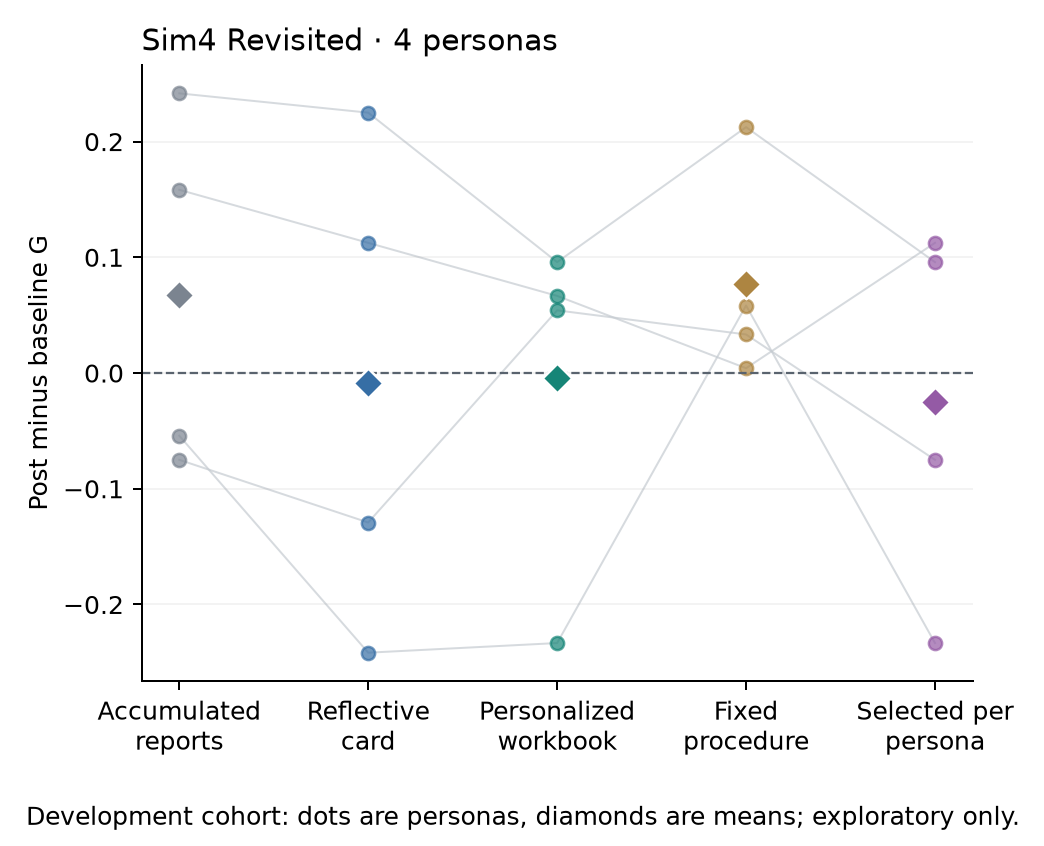 Sim4 Revisited · 4 personas
Post minus baseline G
0.2
0.1
0.0
−0.1
−0.2
Accumulated reports
Reflective card
Personalized workbook
Fixed procedure
Selected per persona
Development cohort: dots are personas, diamonds are means; exploratory only.